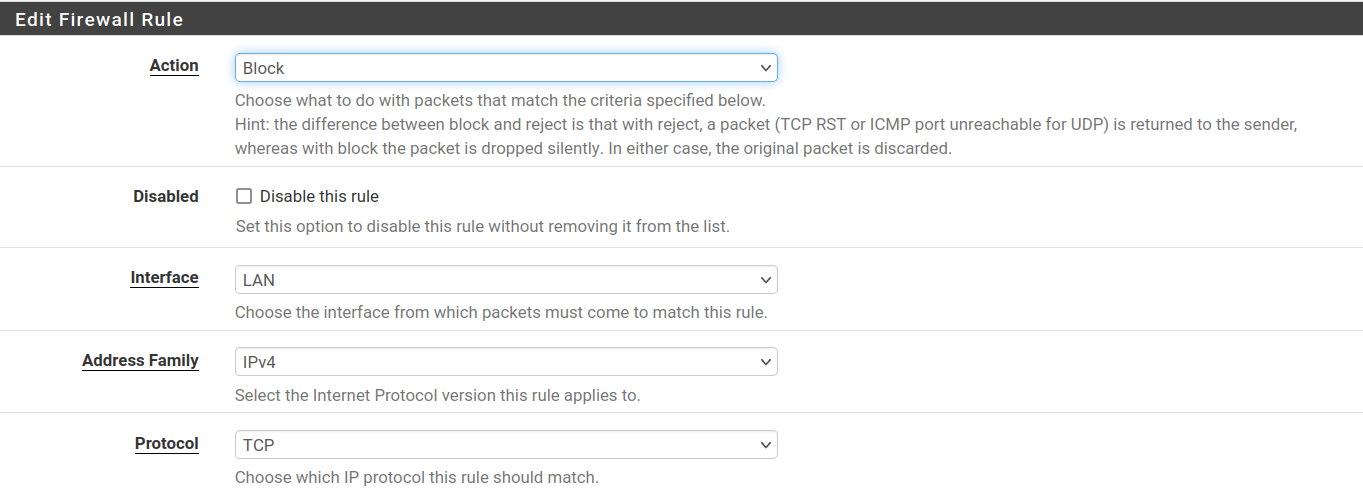 Edit Firewall Rule
Action
Block
Choose what to do with packets that match the criteria specified below.
Hint: the difference between block and reject is that with reject, a packet (TCP RST or ICMP port unreachable for UDP) is returned to the sender,
whereas with block the packet is dropped silently. In either case, the original packet is discarded.
Disabled
Disable this rule
Set this option to disable this rule without removing it from the list.
Interface
LAN
Choose the interface from which packets must come to match this rule.
Address Family
IPv4
Select the Internet Protocol version this rule applies to.
Protocol
TCP
Choose which IP protocol this rule should match.